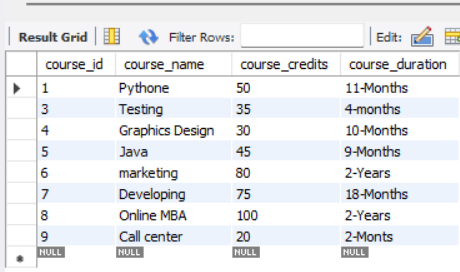 Result Grid Filter Rows: Edit:
course_id course_name course_credits course_duration
1 Pythone 50 11-Months
3 Testing 35 4-months
4 Graphics Design 30 10-Months
5 Java 45 9-Months
6 marketing 80 2-Years
7 Developing 75 18-Months
8 Online MBA 100 2-Years
9 Call center 20 2-Monts
NULL NULL NULL NULL